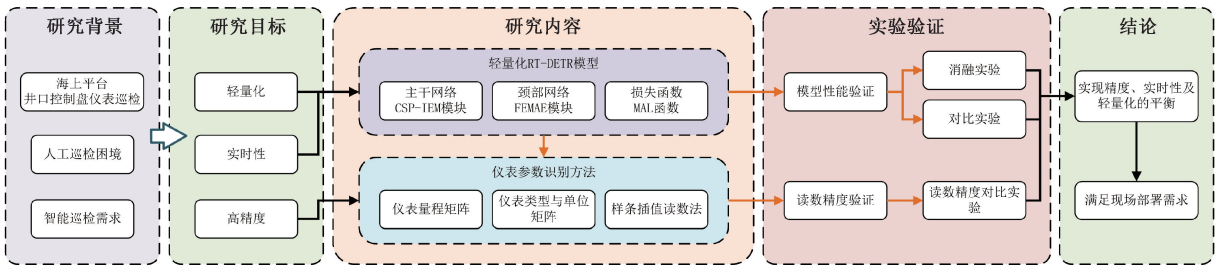 研究背景
海上平台
井口控制盘仪表巡检
人工巡检困境
智能巡检需求
研究目标
轻量化
实时性
高精度
研究内容
轻量化RT-DETR模型
主干网络
CSP-IEM模块
颈部网络
FEMAE模块
损失函数
MAL函数
仪表参数识别方法
仪表量程矩阵
仪表类型与单位
矩阵
样条插值读数法
实验验证
模型性能验证
消融实验
对比实验
读数精度验证
读数精度对比实
验
结论
实现精度、实时性及
轻量化的平衡
满足现场部署需求